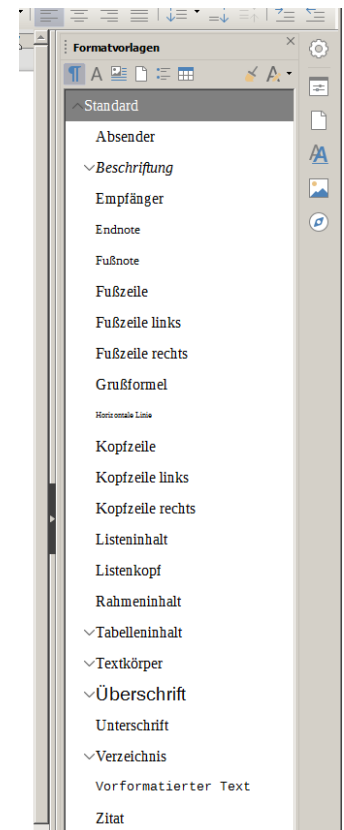 Formatvorlagen
Standard
Absender
Beschriftung
Empfänger
Endnote
Fußnote
Fußzeile
Fußzeile links
Fußzeile rechts
Grußformel
Horizontale Linie
Kopfzeile
Kopfzeile links
Kopfzeile rechts
Listeninhalt
Listenkopf
Rahmeninhalt
Tabelleninhalt
Textkörper
Überschrift
Unterschrift
Verzeichnis
Vorformatierter Text
Zitat